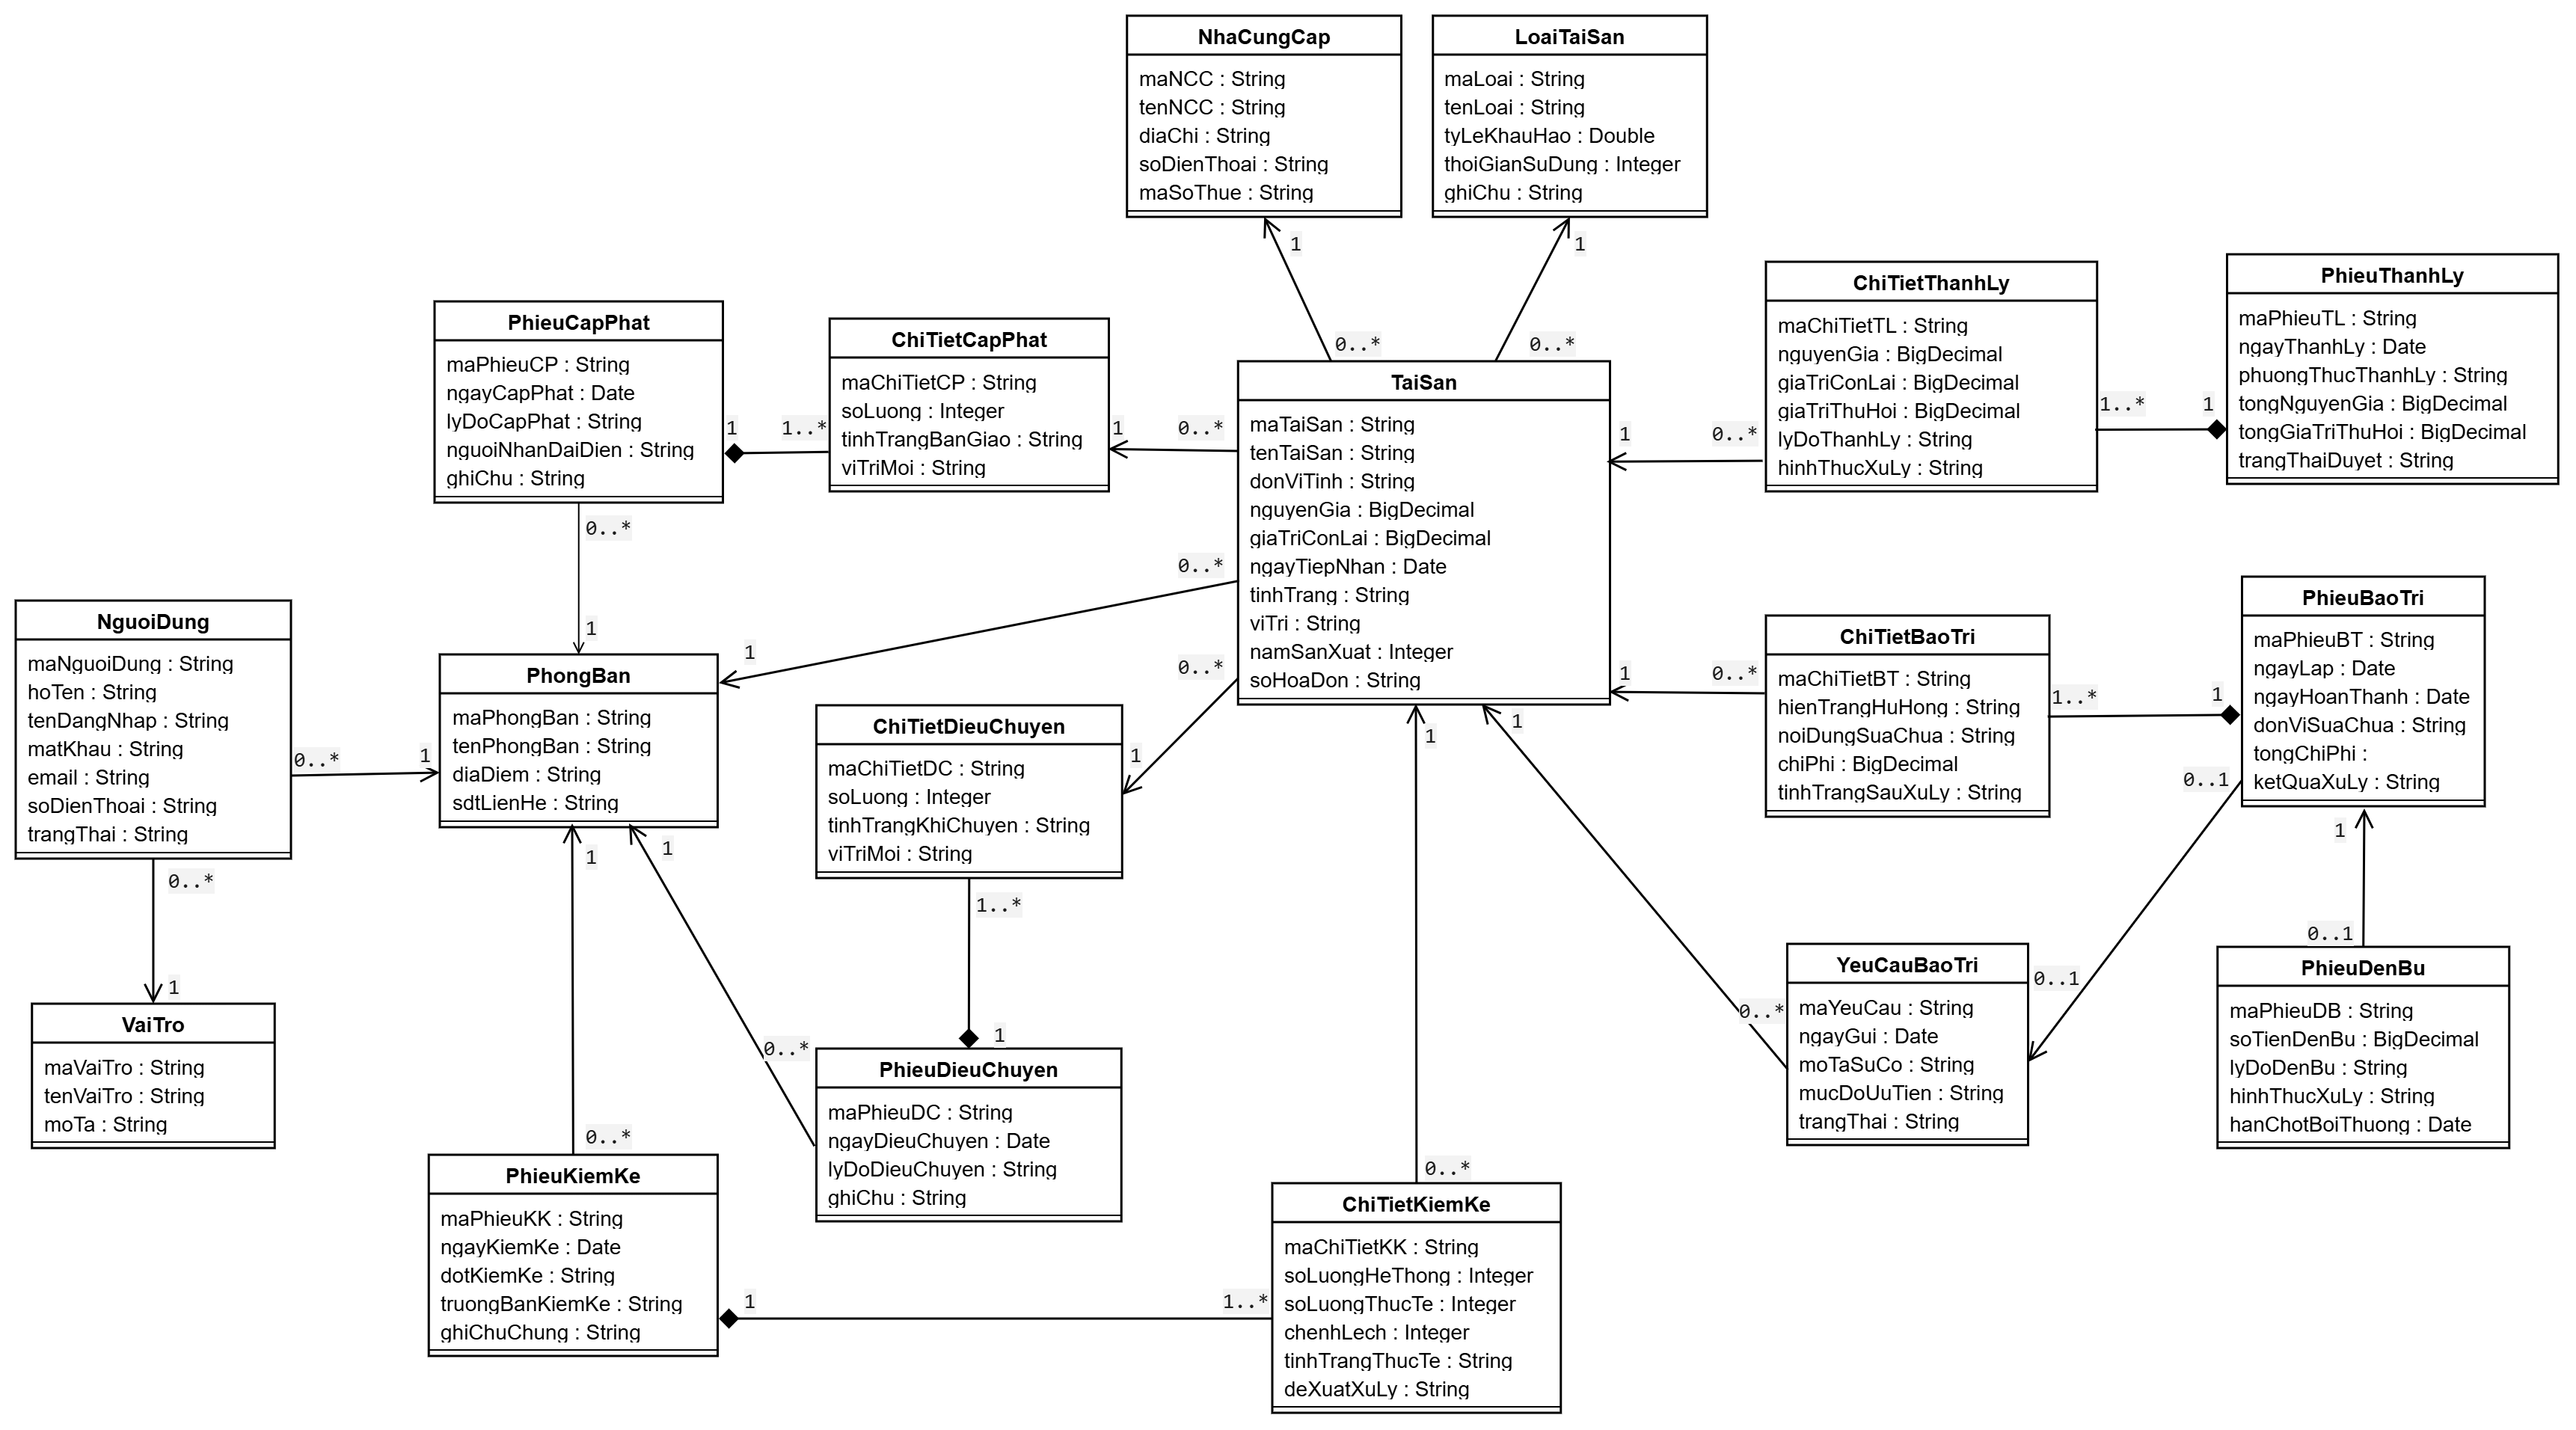 NhaCungCap
maNCC : String
tenNCC : String
diaChi : String
soDienThoai : String
maSoThue : String
LoaiTaiSan
maLoai : String
tenLoai : String
tyLeKhauHao : Double
thoiGianSuDung : Integer
ghiChu : String
1
1
0..*
0..*
PhieuCapPhat
maPhieuCP : String
ngayCapPhat : Date
lyDoCapPhat : String
nguoiNhanDaiDien : String
ghiChu : String
1
1..*
ChiTietCapPhat
maChiTietCP : String
soLuong : Integer
tinhTrangBanGiao : String
viTriMoi : String
1
0..*
TaiSan
maTaiSan : String
tenTaiSan : String
donViTinh : String
nguyenGia : BigDecimal
giaTriConLai : BigDecimal
ngayTiepNhan : Date
tinhTrang : String
viTri : String
namSanXuat : Integer
soHoaDon : String
1
0..*
ChiTietThanhLy
maChiTietTL : String
nguyenGia : BigDecimal
giaTriConLai : BigDecimal
giaTriThuHoi : BigDecimal
lyDoThanhLy : String
hinhThucXuLy : String
1..*
1
PhieuThanhLy
maPhieuTL : String
ngayThanhLy : Date
phuongThucThanhLy : String
tongNguyenGia : BigDecimal
tongGiaTriThuHoi : BigDecimal
trangThaiDuyet : String
0..*
1
0..*
1
0..*
1
NguoiDung
maNguoiDung : String
hoTen : String
tenDangNhap : String
matKhau : String
email : String
soDienThoai : String
trangThai : String
0..*
1
PhongBan
maPhongBan : String
tenPhongBan : String
diaDiem : String
sdtLienHe : String
ChiTietDieuChuyen
maChiTietDC : String
soLuong : Integer
tinhTrangKhiChuyen : String
viTriMoi : String
1
0..*
ChiTietBaoTri
maChiTietBT : String
hienTrangHuHong : String
noiDungSuaChua : String
chiPhi : BigDecimal
tinhTrangSauXuLy : String
1..*
1
PhieuBaoTri
maPhieuBT : String
ngayLap : Date
ngayHoanThanh : Date
donViSuaChua : String
tongChiPhi :
ketQuaXuLy : String
0..1
1
1
1
1
1
0..*
1
1..*
1
0..*
0..1
0..*
0..1
VaiTro
maVaiTro : String
tenVaiTro : String
moTa : String
0..*
PhieuDieuChuyen
maPhieuDC : String
ngayDieuChuyen : Date
lyDoDieuChuyen : String
ghiChu : String
YeuCauBaoTri
maYeuCau : String
ngayGui : Date
moTaSuCo : String
mucDoUuTien : String
trangThai : String
PhieuDenBu
maPhieuDB : String
soTienDenBu : BigDecimal
lyDoDenBu : String
hinhThucXuLy : String
hanChotBoiThuong : Date
0..*
PhieuKiemKe
maPhieuKK : String
ngayKiemKe : Date
dotKiemKe : String
truongBanKiemKe : String
ghiChuChung : String
1
1..*
ChiTietKiemKe
maChiTietKK : String
soLuongHeThong : Integer
soLuongThucTe : Integer
chenhLech : Integer
tinhTrangThucTe : String
deXuatXuLy : String